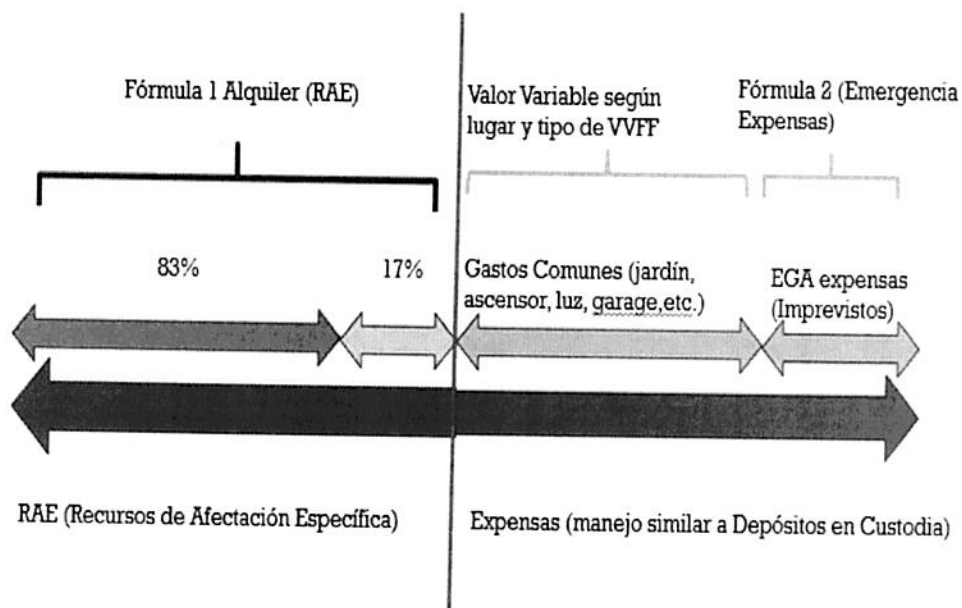 Fórmula 1 Alquiler (RAE)
Valor Variable según
lugar y tipo de VVFF
Fórmula 2 (Emergencia
Expensas)
83%
17%
Gastos Comunes (jardín,
ascensor, luz, garage,etc.)
EGA expensas
(Imprevistos)
RAE (Recursos de Afectación Específica)
Expensas (manejo similar a Depósitos en Custodia)